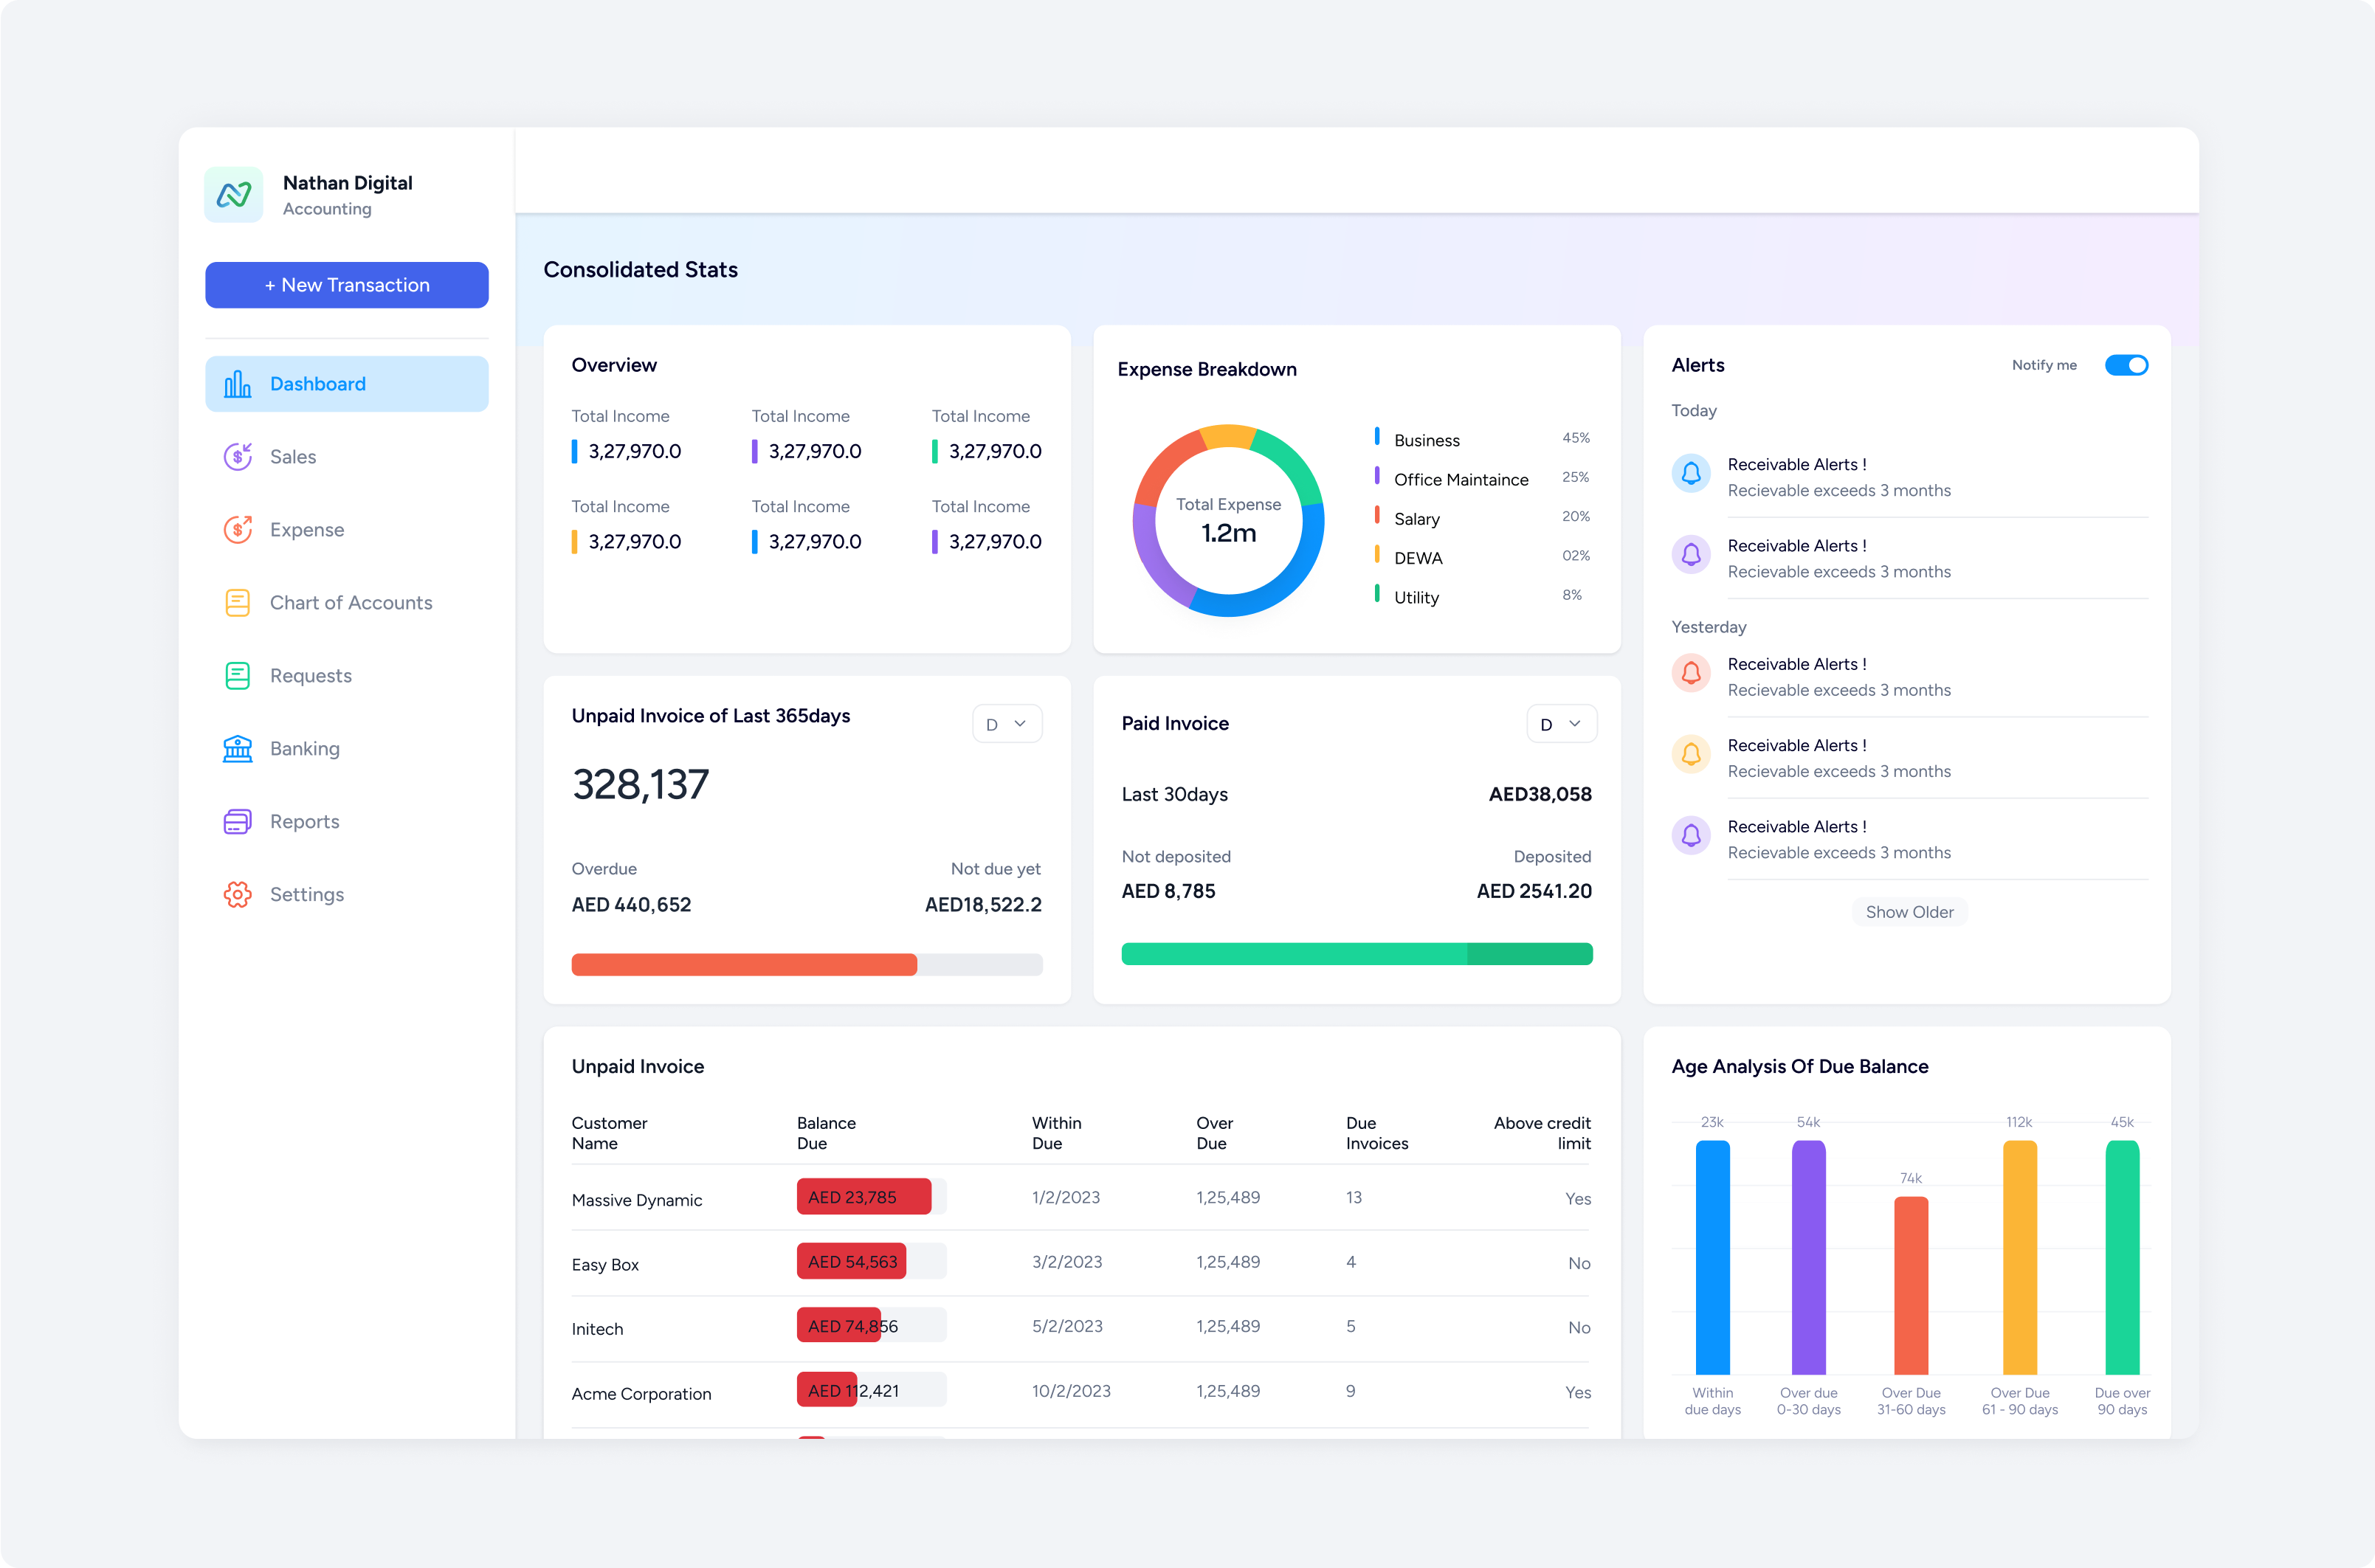 Nathan Digital
Accounting
+ New Transaction
Dashboard
Sales
Expense
Chart of Accounts
Requests
Banking
Reports
Settings
Consolidated Stats
Overview
Total Income
3,27,970.0
Total Income
3,27,970.0
Total Income
3,27,970.0
Total Income
3,27,970.0
Total Income
3,27,970.0
Total Income
3,27,970.0
Expense Breakdown
Total Expense
1.2m
Business 45%
Office Maintaince 25%
Salary 20%
DEWA 02%
Utility 8%
Alerts
Notify me
Today
Receivable Alerts !
Recievable exceeds 3 months
Receivable Alerts !
Recievable exceeds 3 months
Yesterday
Receivable Alerts !
Recievable exceeds 3 months
Receivable Alerts !
Recievable exceeds 3 months
Receivable Alerts !
Recievable exceeds 3 months
Show Older
Unpaid Invoice of Last 365days
D
328,137
Overdue
AED 440,652
Not due yet
AED18,522.2
Paid Invoice
D
Last 30days
AED38,058
Not deposited
AED 8,785
Deposited
AED 2541.20
Unpaid Invoice
Customer
Name
Balance
Due
Within
Due
Over
Due
Due
Invoices
Above credit
limit
Massive Dynamic AED 23,785 1/2/2023 1,25,489 13 Yes
Easy Box AED 54,563 3/2/2023 1,25,489 4 No
Initech AED 74,856 5/2/2023 1,25,489 5 No
Acme Corporation AED 112,421 10/2/2023 1,25,489 9 Yes
Age Analysis Of Due Balance
23k
54k
74k
112k
45k
Within
due days
Over due
0-30 days
Over Due
31-60 days
Over Due
61 - 90 days
Due over
90 days